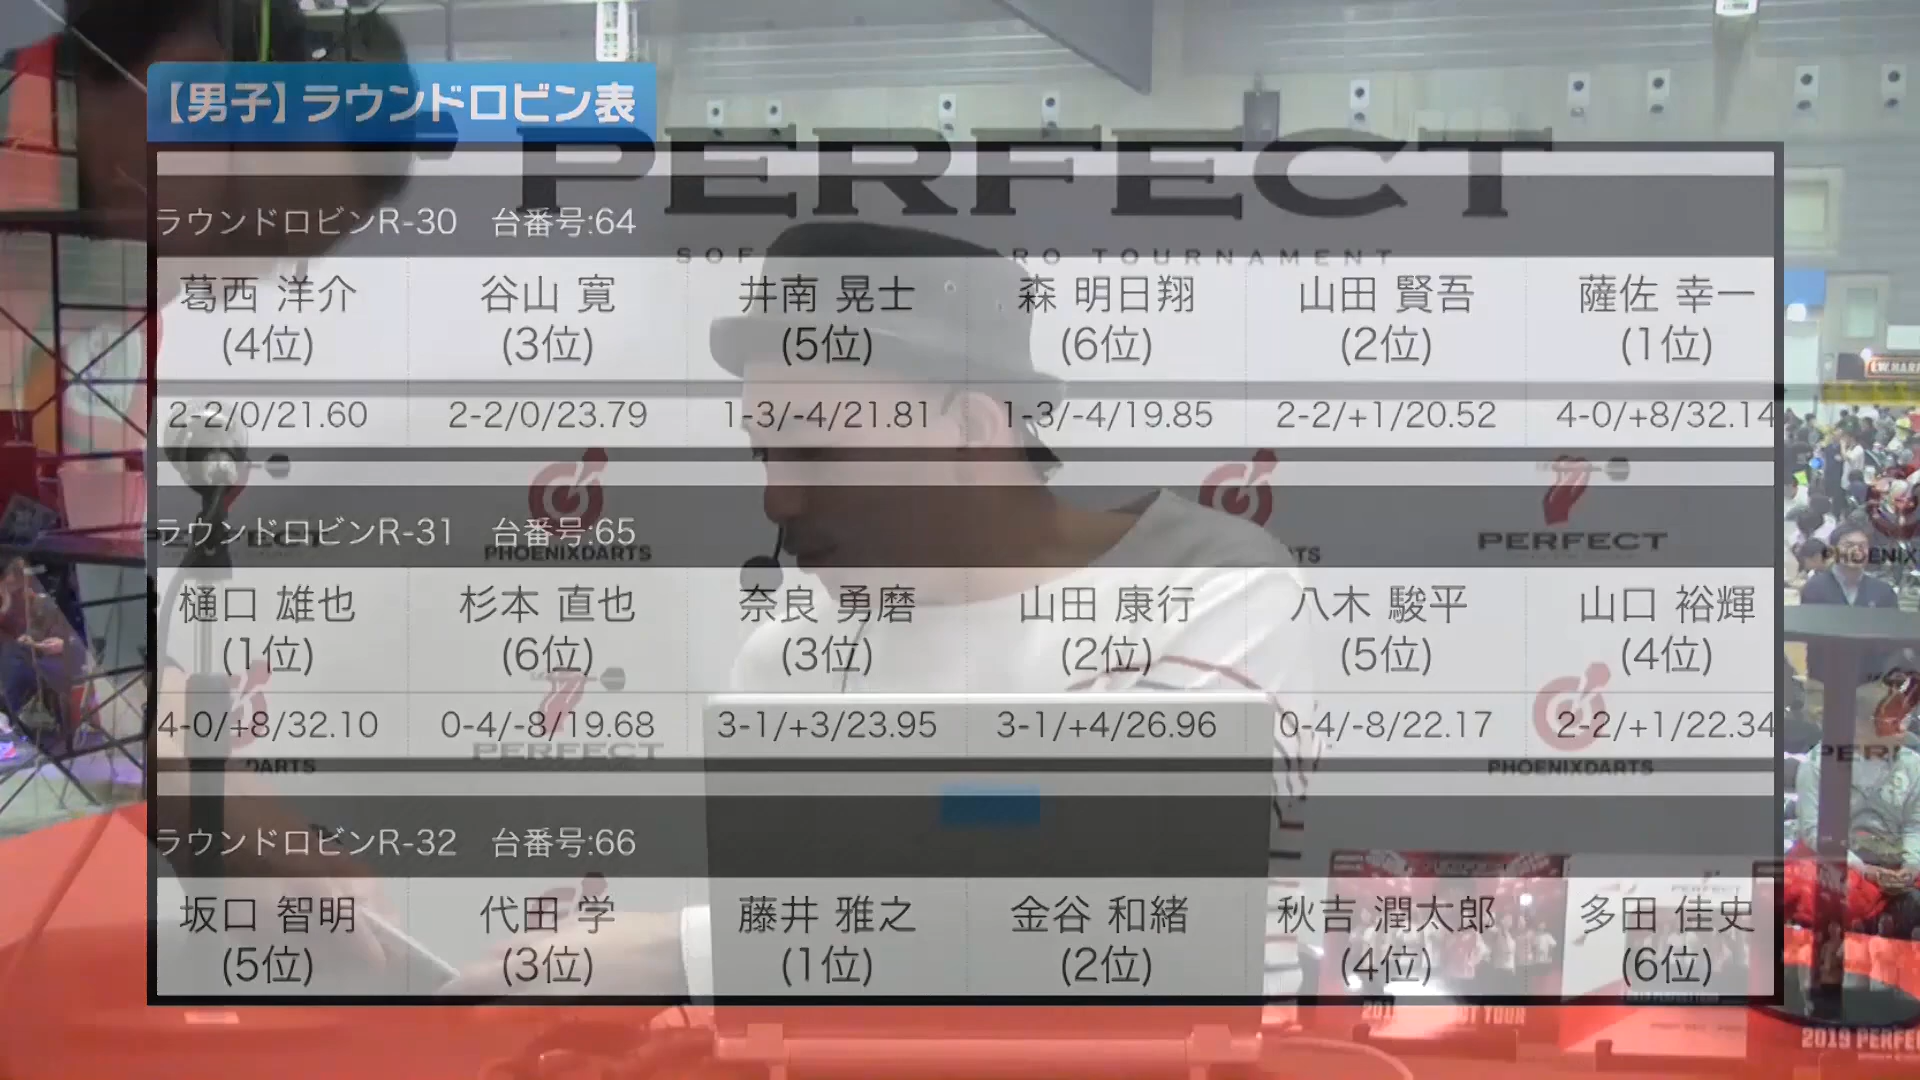 【男子】ラウンドロビン表
PERFECT
RO TOURNAMENT
ラウンドロビンR-30 台番号:64
葛西 洋介 谷山 寛 井南 晃士 森 明日翔 山田 賢吾 薩佐 幸一
(4位) (3位) (5位) (6位) (2位) (1位)
2-2/0/21.60 2-2/0/23.79 1-3/-4/21.81 1-3/-4/19.85 2-2/+1/20.52 4-0/+8/32.14
ラウンドロビンR-31 台番号:65
PHOENIXDARTS
PERFECT
樋口 雄也 杉本 直也 奈良 勇磨 山田 康行 八木 駿平 山口 裕輝
(1位) (6位) (3位) (2位) (5位) (4位)
4-0/+8/32.10 0-4/-8/19.68 3-1/+3/23.95 3-1/+4/26.96 0-4/-8/22.17 2-2/+1/22.34
PERFECT
PHOENIXDARTS
ラウンドロビンR-32 台番号:66
坂口 智明 代田 学 藤井 雅之 金谷 和緒 秋吉 潤太郎 多田 佳史
(5位) (3位) (1位) (2位) (4位) (6位)
2019 PERFE